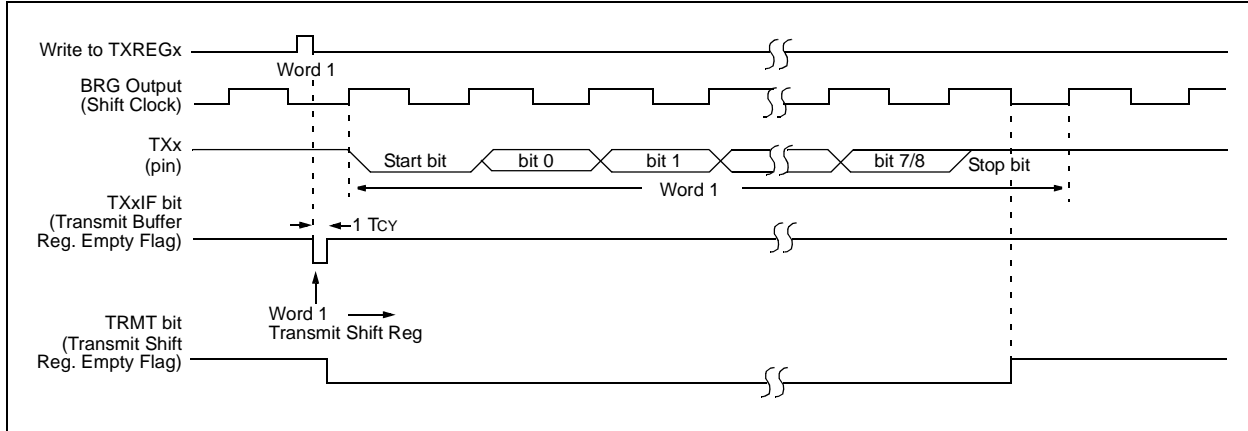 Write to TXREGx
Word 1
BRG Output
(Shift Clock)
TXx
(pin)
Start bit
bit 0
bit 1
bit 7/8
Stop bit
Word 1
TXxIF bit
(Transmit Buffer
Reg. Empty Flag)
1 TCY
Word 1
Transmit Shift Reg
TRMT bit
(Transmit Shift
Reg. Empty Flag)